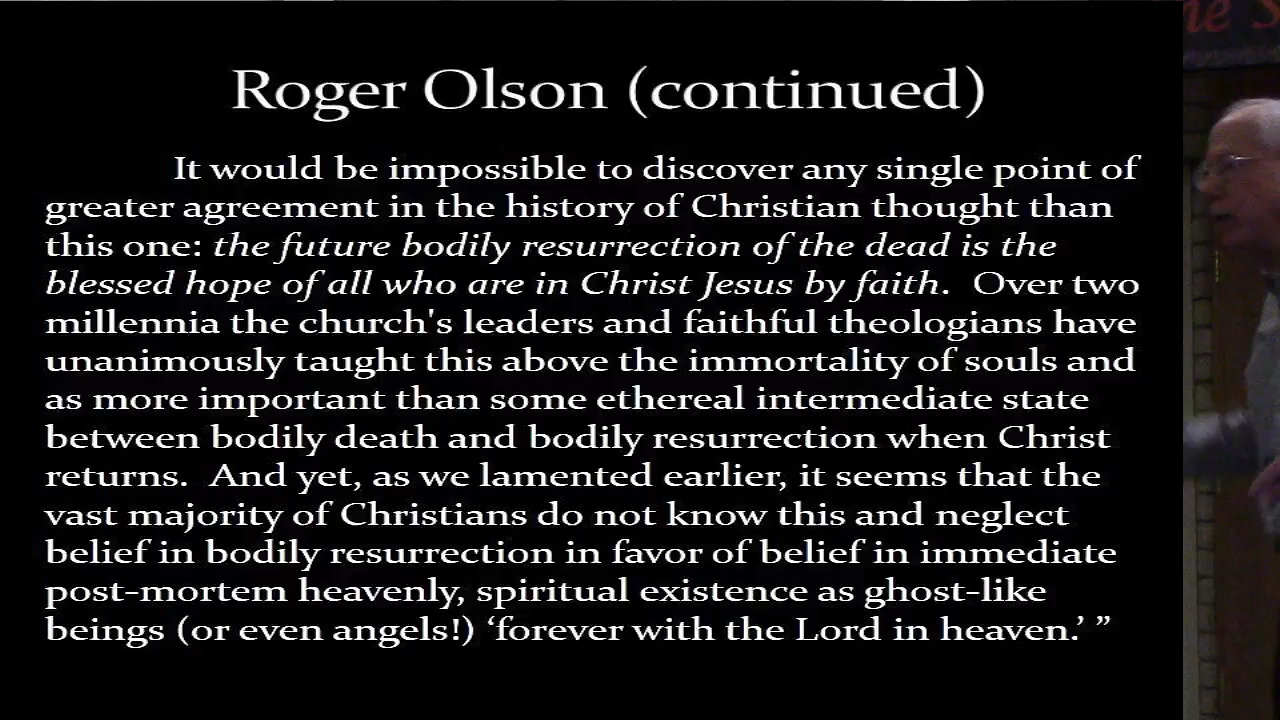 Roger Olson (continued)
It would be impossible to discover any single point of
greater agreement in the history of Christian thought than
this one: the future bodily resurrection of the dead is the
blessed hope of all who are in Christ Jesus by faith.  Over two
millennia the church's leaders and faithful theologians have
unanimously taught this above the immortality of souls and
as more important than some ethereal intermediate state
between bodily death and bodily resurrection when Christ
returns.  And yet, as we lamented earlier, it seems that the
vast majority of Christians do not know this and neglect
belief in bodily resurrection in favor of belief in immediate
post-mortem heavenly, spiritual existence as ghost-like
beings (or even angels!) ‘forever with the Lord in heaven.’ ”